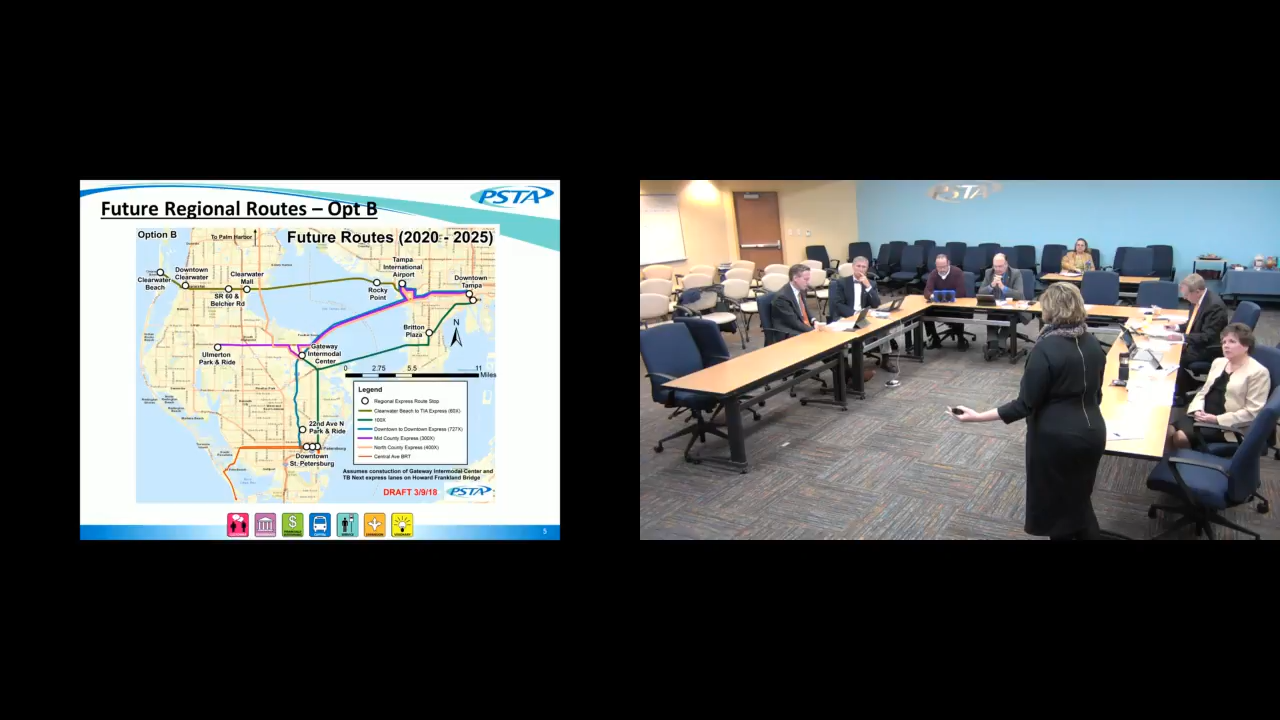 PSTA
Future Regional Routes – Opt B
Option B
To Palm Harbor
Future Routes (2020 - 2025)
Clearwater
Beach
Downtown
Clearwater
Clearwater
Mall
SR 60 &
Belcher Rd
Tampa
International
Airport
Rocky
Point
Downtown
Tampa
Britton
Plaza
N
Ulmerton
Park & Ride
Gateway
Intermodal
Center
0 2.75 5.5 11
Miles
Legend
Regional Express Route Stop
Clearwater Beach to TIA Express (60X)
100X
Downtown to Downtown Express (727X)
Mid County Express (300X)
North County Express (400X)
Central Ave BRT
22nd Ave N
Park & Ride
Downtown
St. Petersburg
Assumes constuction of Gateway Intermodal Center and
TB Next express lanes on Howard Frankland Bridge
DRAFT 3/9/18
PSTA
5
PSTA